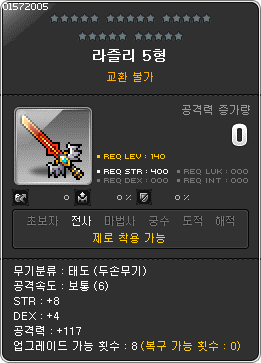 01572005
라즐리 5형
교환 불가
공격력 증가량
0
REQ LEV : 140
REQ STR : 400 REQ LUK : 000
REQ DEX : 000 REQ INT : 000
0 0 % 0 %
초보자 전사 마법사 궁수 도적 해적
제로 착용 가능
무기분류 : 태도 (두손무기)
공격속도 : 보통 (6)
STR : +8
DEX : +4
공격력 : +117
업그레이드 가능 횟수 : 8 (복구 가능 횟수 : 0)